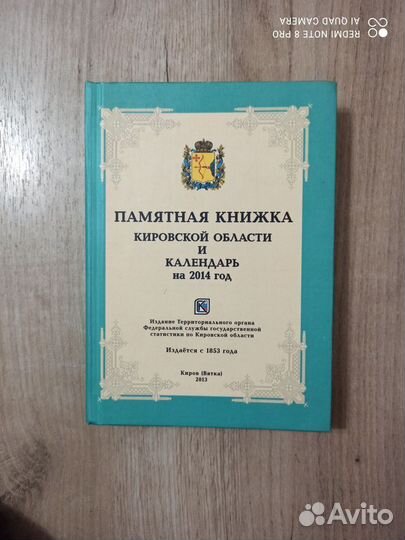 REDMI NOTE 8 PRO
AI QUAD CAMERA
ПАМЯТНАЯ КНИЖКА
КИРОВСКОЙ ОБЛАСТИ
И
КАЛЕНДАРЬ
на 2014 год
Издание Территориального органа
Федеральной службы государственной
статистики по Кировской области
Издаётся с 1853 года
Киров (Вятка)
2013
Avito